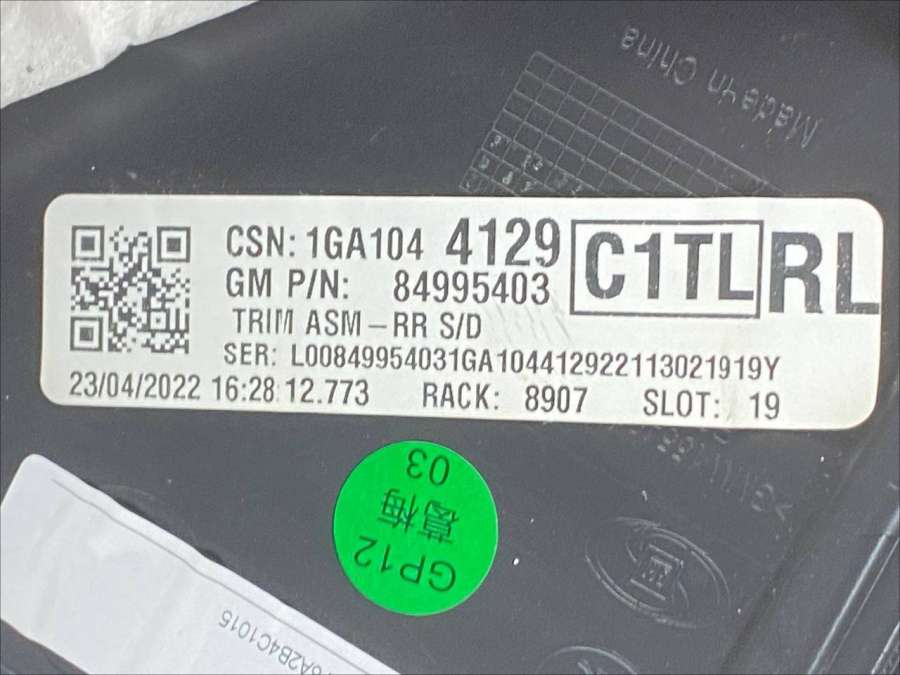 Made in China
CSN: 1GA104 4129 C1TL RL
GM P/N: 84995403
TRIM ASM – RR S/D
SER: L00849954031GA104412922113021919Y
23/04/2022 16:28:12.773 RACK: 8907 SLOT: 19
GP12
葛梅
03
6A2B4C1015